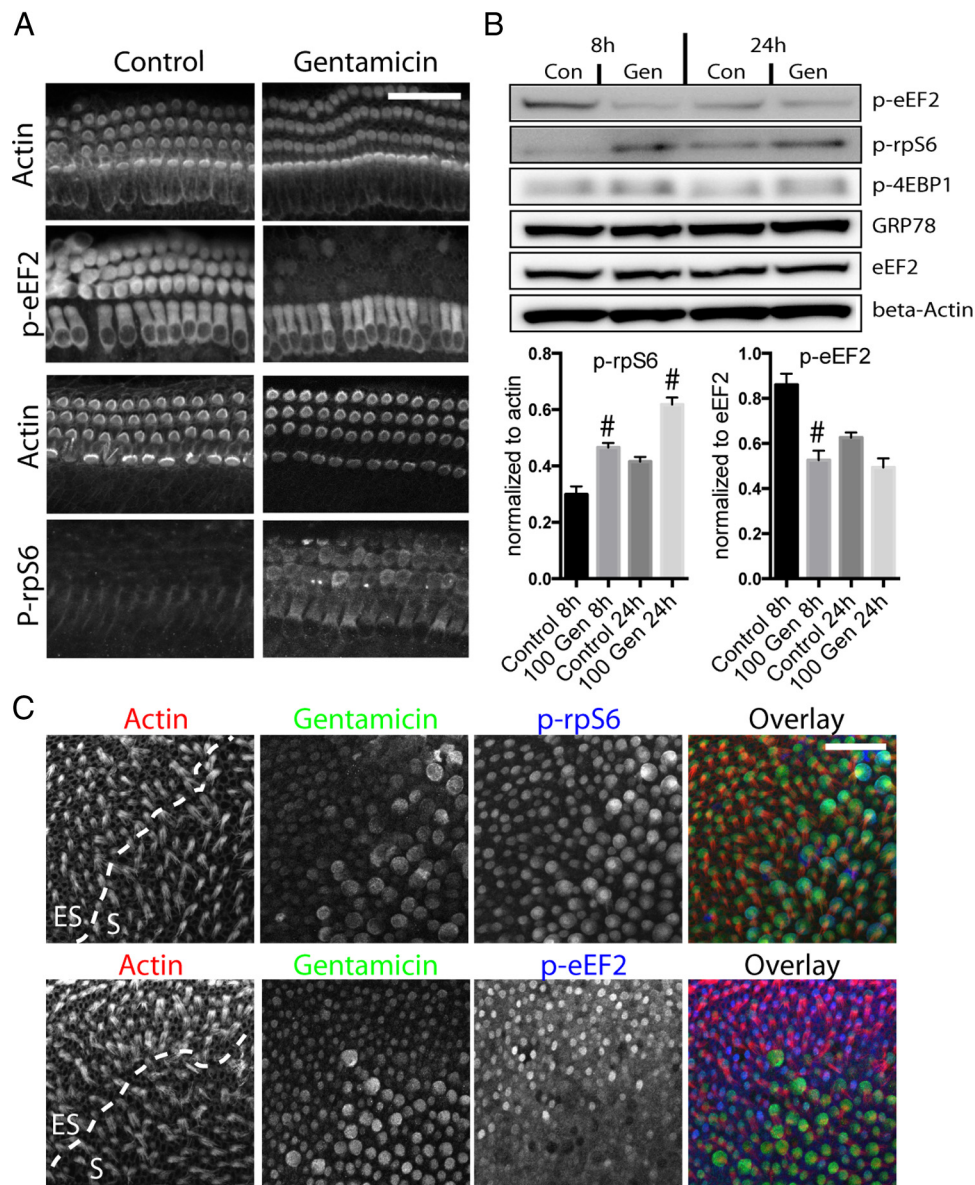 A
Control Gentamicin
Actin
p-eEF2
Actin
P-rpS6
B
8h 24h
Con Gen Con Gen
p-eEF2
p-rpS6
p-4EBP1
GRP78
eEF2
beta-Actin
p-rpS6
normalized to actin
0.8
0.6
0.4
0.2
0.0
# #
Control 8h
100 Gen 8h
Control 24h
100 Gen 24h
p-eEF2
normalized to eEF2
1.0
0.8
0.6
0.4
0.2
0.0
#
Control 8h
100 Gen 8h
Control 24h
100 Gen 24h
C
Actin Gentamicin p-rpS6 Overlay
ES S
Actin Gentamicin p-eEF2 Overlay
ES S